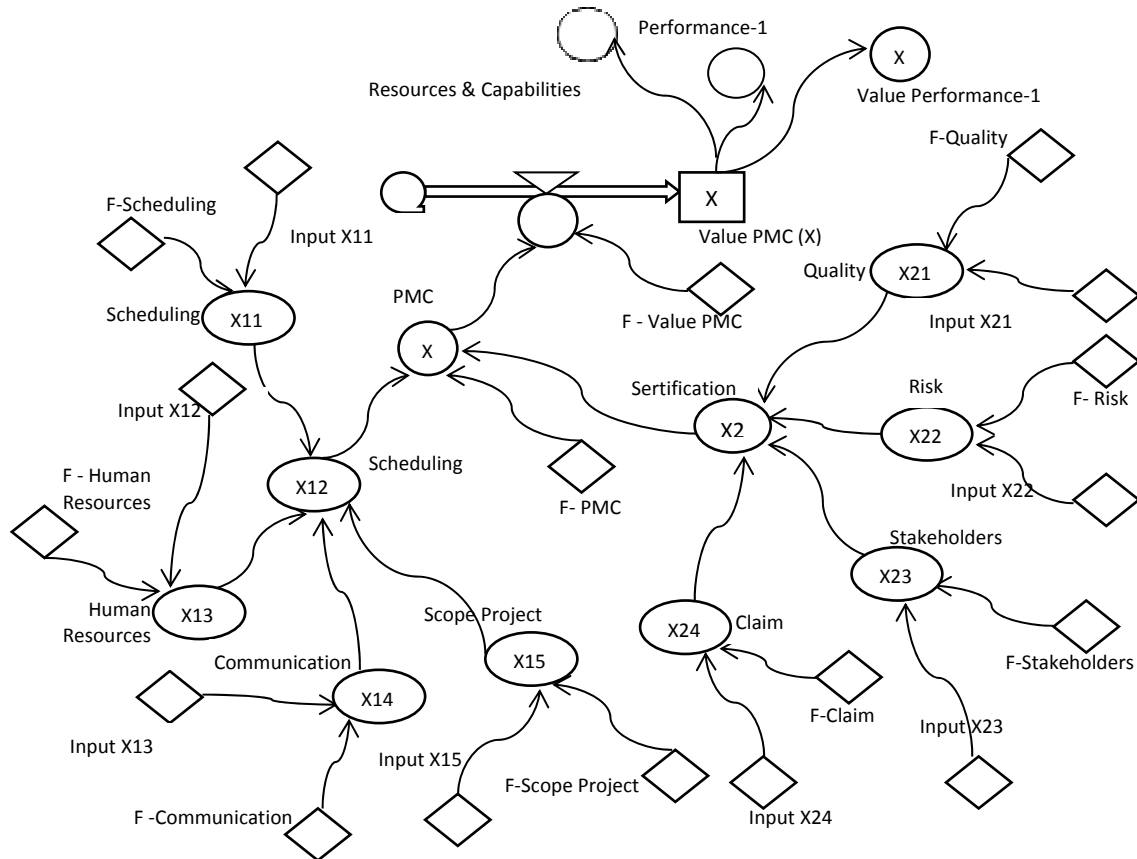 Performance-1
X
Resources & Capabilities
Value Performance-1
F-Quality
F-Scheduling
X
Input X11
Value PMC (X)
Quality
X21
PMC
Scheduling
X11
F - Value PMC
Input X21
X
Sertification
Risk
F- Risk
Input X12
X2
X22
Scheduling
F - Human
Resources
X12
F- PMC
Input X22
Stakeholders
X23
Human
Resources
X13
Scope Project
X24
Claim
Communication
X15
F-Stakeholders
X14
F-Claim
Input X13
Input X15
Input X23
F-Scope Project
F -Communication
Input X24